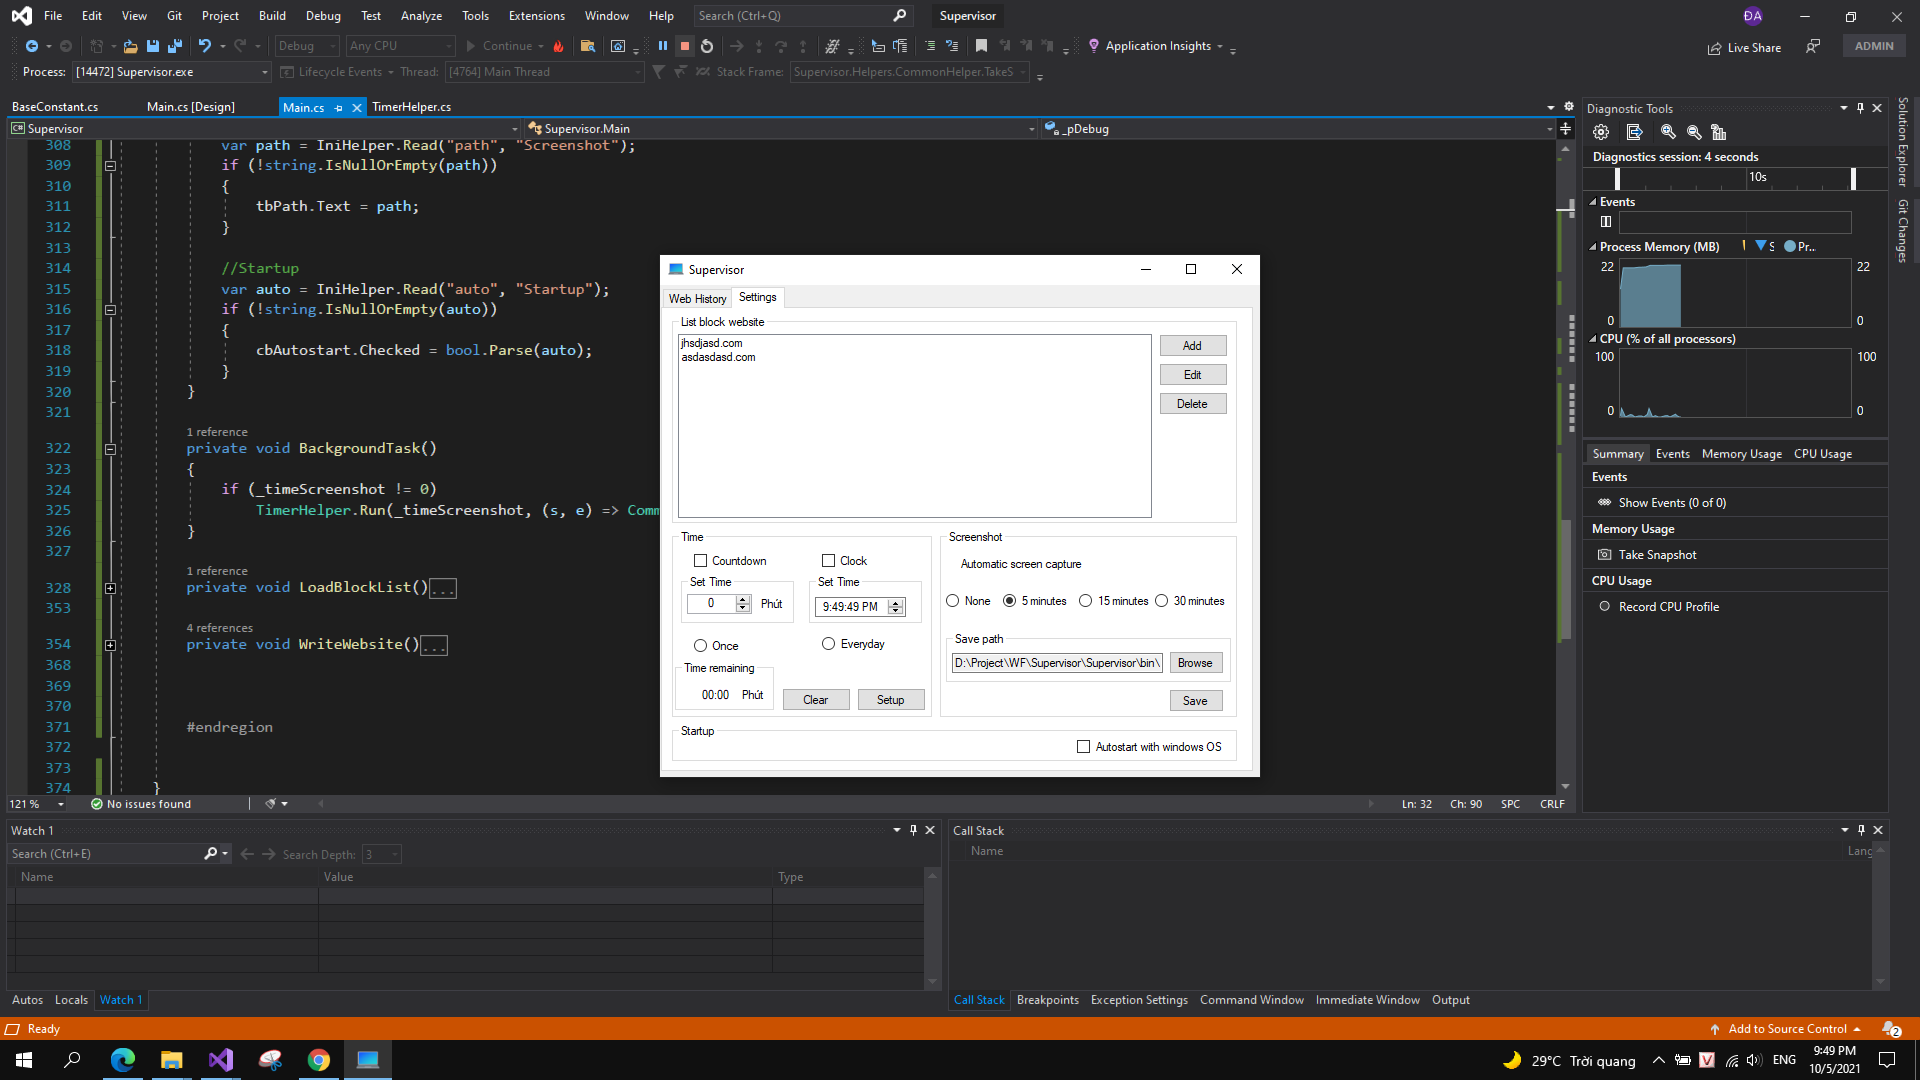 File Edit View Git Project Build Debug Test Analyze Tools Extensions Window Help Search (Ctrl+Q) Supervisor ĐA
Debug Any CPU Continue Application Insights Live Share ADMIN
Process: [14472] Supervisor.exe Lifecycle Events Thread: [4764] Main Thread Stack Frame: Supervisor.Helpers.CommonHelper.TakeS
BaseConstant.cs Main.cs [Design] Main.cs TimerHelper.cs
Supervisor Supervisor.Main _pDebug
308 var path = IniHelper.Read("path", "Screenshot");
309 if (!string.IsNullOrEmpty(path))
310 {
311 tbPath.Text = path;
312 }
313
314 //Startup
315 var auto = IniHelper.Read("auto", "Startup");
316 if (!string.IsNullOrEmpty(auto))
317 {
318 cbAutostart.Checked = bool.Parse(auto);
319 }
320 }
321
1 reference
322 private void BackgroundTask()
323 {
324 if (_timeScreenshot != 0)
325 TimerHelper.Run(_timeScreenshot, (s, e) => Comm
326 }
327
1 reference
328 private void LoadBlockList()...
353
4 references
354 private void WriteWebsite()...
368
369
370
371 #endregion
372
373
374 }
121 % No issues found Ln: 32 Ch: 90 SPC CRLF
Supervisor
Web History Settings
List block website
jhsdjasd.com
asdasdasd.com
Add
Edit
Delete
Time
Countdown Clock
Set Time Set Time
0 Phút 9:49:49 PM
Once Everyday
Time remaining
00:00 Phút Clear Setup
Screenshot
Automatic screen capture
None 5 minutes 15 minutes 30 minutes
Save path
D:\Project\WF\Supervisor\Supervisor\bin\ Browse
Save
Startup
Autostart with windows OS
Diagnostic Tools
Diagnostics session: 4 seconds
10s
Events
Process Memory (MB) S Pr...
22 22
0 0
CPU (% of all processors)
100 100
0 0
Summary Events Memory Usage CPU Usage
Events
Show Events (0 of 0)
Memory Usage
Take Snapshot
CPU Usage
Record CPU Profile
Solution Explorer
Git Changes
Watch 1
Search (Ctrl+E) Search Depth: 3
Name Value Type
Autos Locals Watch 1
Call Stack
Name Lang
Call Stack Breakpoints Exception Settings Command Window Immediate Window Output
Ready Add to Source Control 2
29°C Trời quang V ENG 9:49 PM
10/5/2021